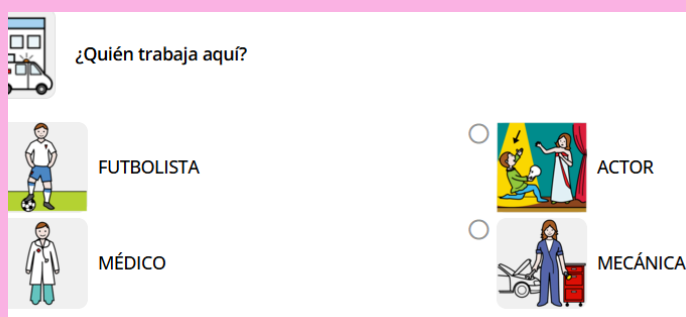 ¿Quién trabaja aquí?
FUTBOLISTA
ACTOR
MÉDICO
MECÁNICA